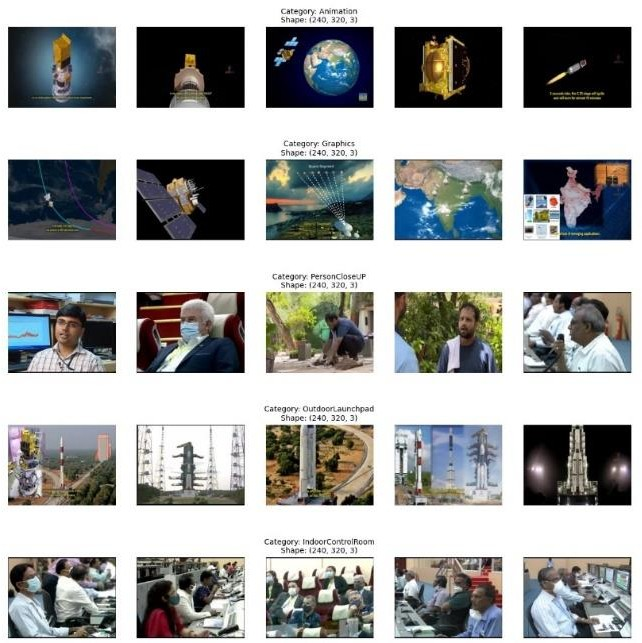 Category: Animation
Shape: (240, 320, 3)
Category: Graphics
Shape: (240, 320, 3)
Category: PersonCloseUP
Shape: (240, 320, 3)
Category: OutdoorLaunchpad
Shape: (240, 320, 3)
Category: IndoorControlRoom
Shape: (240, 320, 3)